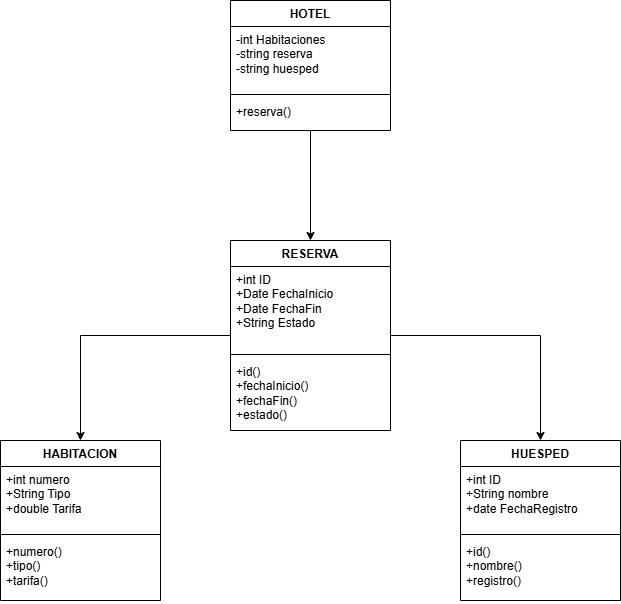 HOTEL
-int Habitaciones
-string reserva
-string huesped
+reserva()
RESERVA
+int ID
+Date FechaInicio
+Date FechaFin
+String Estado
+id()
+fechaInicio()
+fechaFin()
+estado()
HABITACION
+int numero
+String Tipo
+double Tarifa
+numero()
+tipo()
+tarifa()
HUESPED
+int ID
+String nombre
+date FechaRegistro
+id()
+nombre()
+registro()